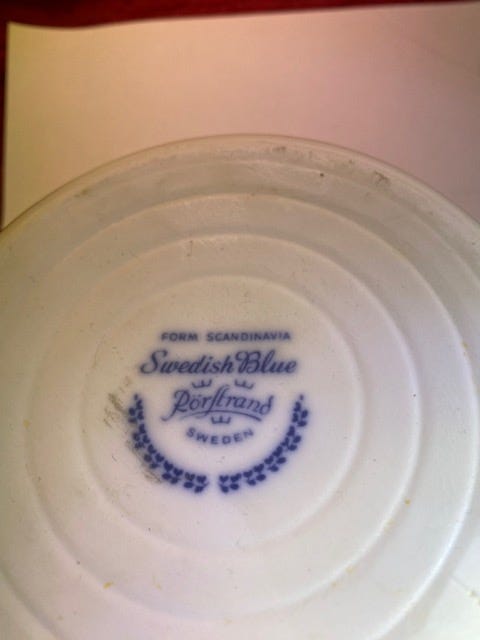 FORM SCANDINAVIA
Swedish Blue
Rörstrand
SWEDEN